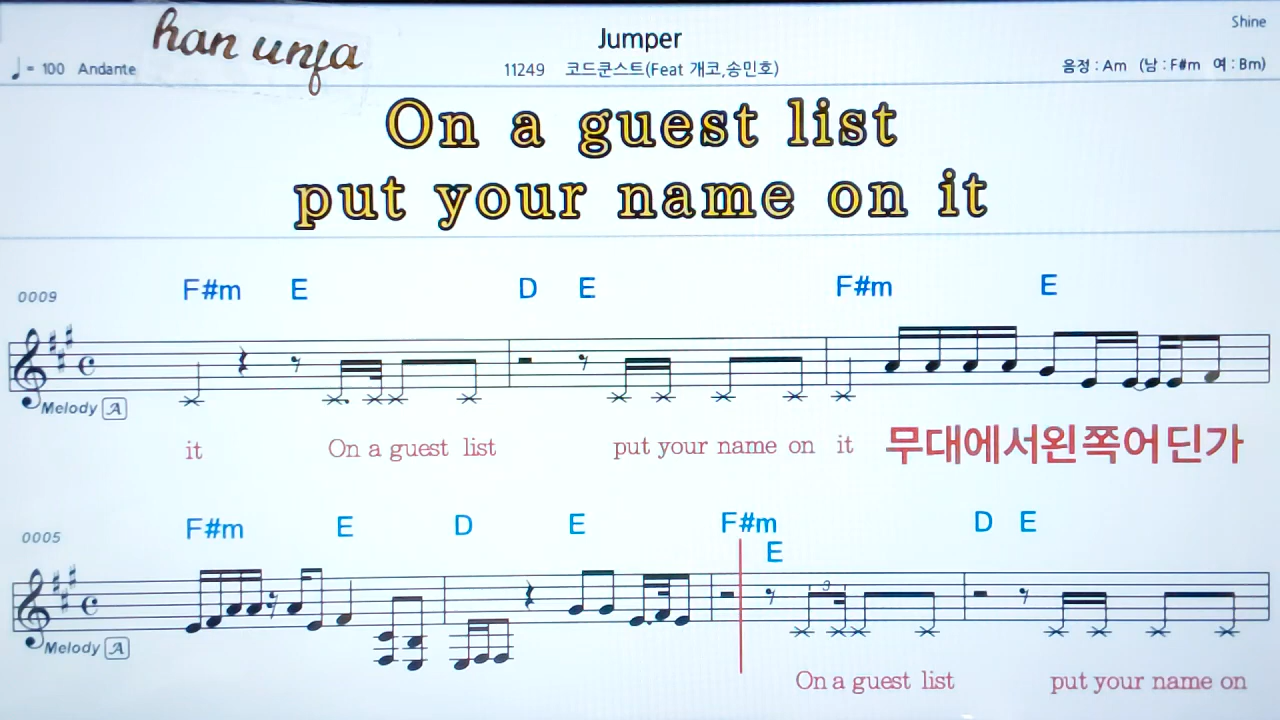 Shine
han unfa
Jumper
♩= 100 Andante
11249 코드쿤스트(Feat 개코,송민호)
음정 : Am (남 : F#m 여 : Bm)
On a guest list
put your name on it
0009
F#m E D E F#m E
Melody A
it On a guest list put your name on it 무대에서왼쪽어딘가
0005
F#m E D E F#m E D E
3
Melody A
On a guest list put your name on